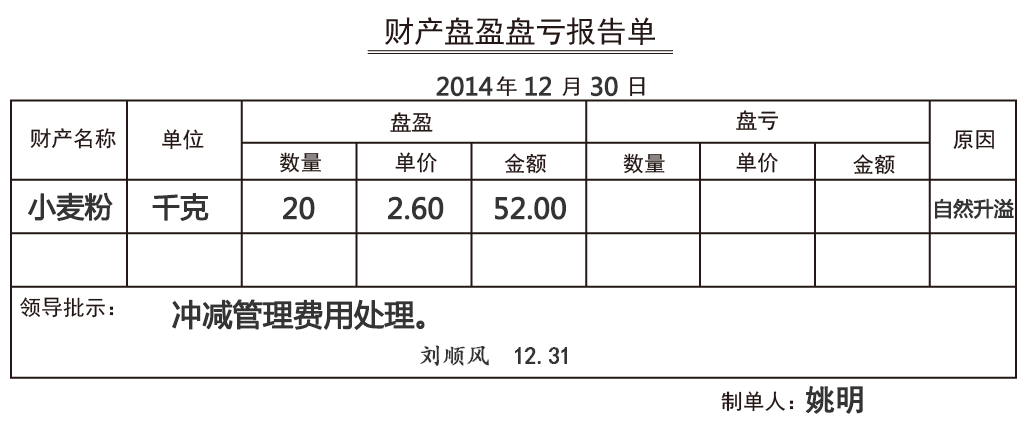 财产盘盈盘亏报告单
2014年 12 月 30 日
财产名称 单位 盘盈 盘亏 原因
数量 单价 金额 数量 单价 金额
小麦粉 千克 20 2.60 52.00 自然升溢
领导批示： 冲减管理费用处理。
刘顺风 12.31
制单人：姚明